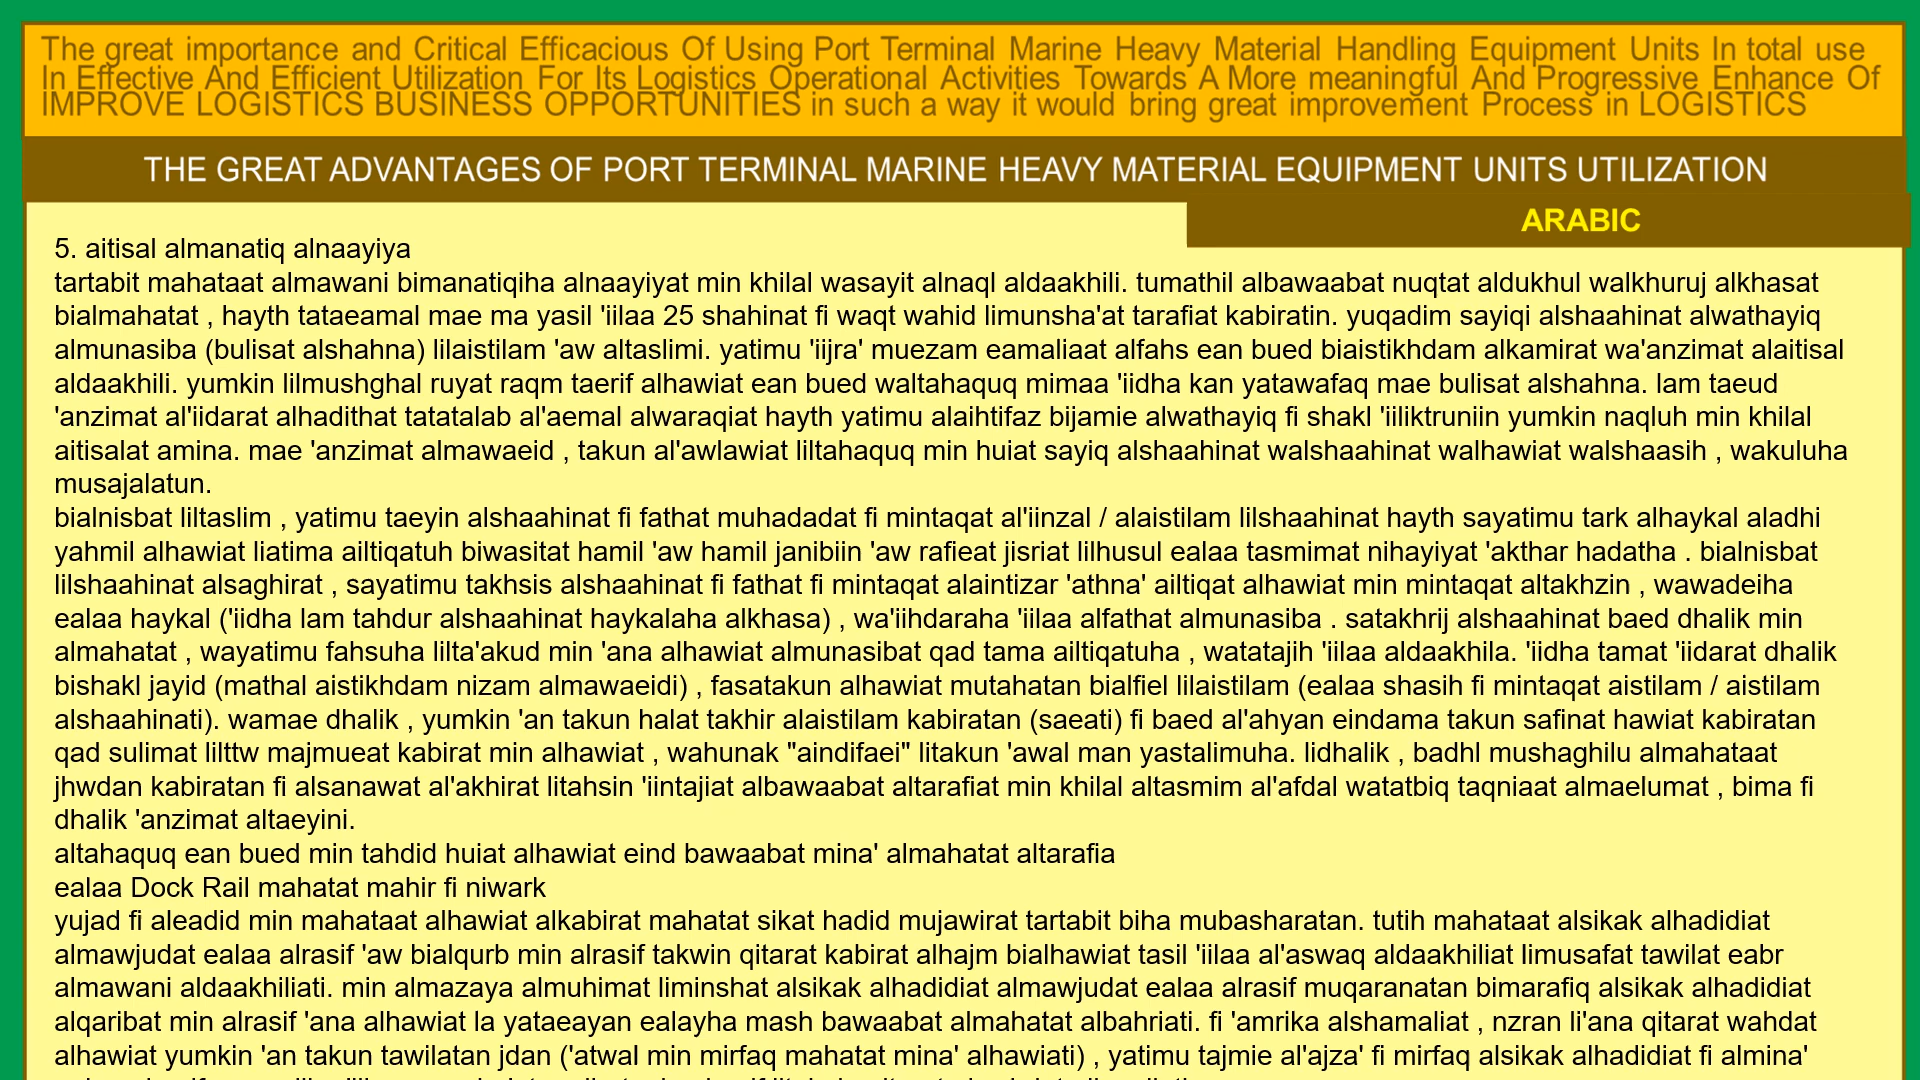 The great importance and Critical Efficacious Of Using Port Terminal Marine Heavy Material Handling Equipment Units In total use
In Effective And Efficient Utilization For Its Logistics Operational Activities Towards A More meaningful And Progressive Enhance Of
IMPROVE LOGISTICS BUSINESS OPPORTUNITIES in such a way it would bring great improvement Process in LOGISTICS
THE GREAT ADVANTAGES OF PORT TERMINAL MARINE HEAVY MATERIAL EQUIPMENT UNITS UTILIZATION
ARABIC
5. aitisal almanatiq alnaayiya
tartabit mahataat almawani bimanatiqiha alnaayiyat min khilal wasayit alnaql aldaakhili. tumathil albawaabat nuqtat aldukhul walkhuruj alkhasat
bialmahatat , hayth tataeamal mae ma yasil 'iilaa 25 shahinat fi waqt wahid limunsha'at tarafiat kabiratin. yuqadim sayiqi alshaahinat alwathayiq
almunasiba (bulisat alshahna) lilaistilam 'aw altaslimi. yatimu 'iijra' muezam eamaliaat alfahs ean bued biaistikhdam alkamirat wa'anzimat alaitisal
aldaakhili. yumkin lilmushghal ruyat raqm taerif alhawiat ean bued waltahaquq mimaa 'iidha kan yatawafaq mae bulisat alshahna. lam taeud
'anzimat al'iidarat alhadithat tatatalab al'aemal alwaraqiat hayth yatimu alaihtifaz bijamie alwathayiq fi shakl 'iiliktruniin yumkin naqluh min khilal
aitisalat amina. mae 'anzimat almawaeid , takun al'awlawiat liltahaquq min huiat sayiq alshaahinat walshaahinat walhawiat walshaasih , wakuluha
musajalatun.
bialnisbat liltaslim , yatimu taeyin alshaahinat fi fathat muhadadat fi mintaqat al'iinzal / alaistilam lilshaahinat hayth sayatimu tark alhaykal aladhi
yahmil alhawiat liatima ailtiqatuh biwasitat hamil 'aw hamil janibiin 'aw rafieat jisriat lilhusul ealaa tasmimat nihayiyat 'akthar hadatha . bialnisbat
lilshaahinat alsaghirat , sayatimu takhsis alshaahinat fi fathat fi mintaqat alaintizar 'athna' ailtiqat alhawiat min mintaqat altakhzin , wawadeiha
ealaa haykal ('iidha lam tahdur alshaahinat haykalaha alkhasa) , wa'iihdaraha 'iilaa alfathat almunasiba . satakhrij alshaahinat baed dhalik min
almahatat , wayatimu fahsuha lilta'akud min 'ana alhawiat almunasibat qad tama ailtiqatuha , watatajih 'iilaa aldaakhila. 'iidha tamat 'iidarat dhalik
bishakl jayid (mathal aistikhdam nizam almawaeidi) , fasatakun alhawiat mutahatan bialfiel lilaistilam (ealaa shasih fi mintaqat aistilam / aistilam
alshaahinati). wamae dhalik , yumkin 'an takun halat takhir alaistilam kabiratan (saeati) fi baed al'ahyan eindama takun safinat hawiat kabiratan
qad sulimat lilttw majmueat kabirat min alhawiat , wahunak "aindifaei" litakun 'awal man yastalimuha. lidhalik , badhl mushaghilu almahataat
jhwdan kabiratan fi alsanawat al'akhirat litahsin 'iintajiat albawaabat altarafiat min khilal altasmim al'afdal watatbiq taqniaat almaelumat , bima fi
dhalik 'anzimat altaeyini.
altahaquq ean bued min tahdid huiat alhawiat eind bawaabat mina' almahatat altarafia
ealaa Dock Rail mahatat mahir fi niwark
yujad fi aleadid min mahataat alhawiat alkabirat mahatat sikat hadid mujawirat tartabit biha mubasharatan. tutih mahataat alsikak alhadidiat
almawjudat ealaa alrasif 'aw bialqurb min alrasif takwin qitarat kabirat alhajm bialhawiat tasil 'iilaa al'aswaq aldaakhiliat limusafat tawilat eabr
almawani aldaakhiliati. min almazaya almuhimat liminshat alsikak alhadidiat almawjudat ealaa alrasif muqaranatan bimarafiq alsikak alhadidiat
alqaribat min alrasif 'ana alhawiat la yataeayan ealayha mash bawaabat almahatat albahriati. fi 'amrika alshamaliat , nzran li'ana qitarat wahdat
alhawiat yumkin 'an takun tawilatan jdan ('atwal min mirfaq mahatat mina' alhawiati) , yatimu tajmie al'ajza' fi mirfaq alsikak alhadidiat fi almina'